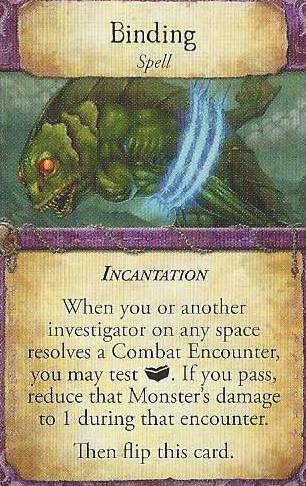 Binding
Spell
INCANTATION
When you or another
investigator on any space
resolves a Combat Encounter,
you may test . If you pass,
reduce that Monster's damage
to 1 during that encounter.
Then flip this card.